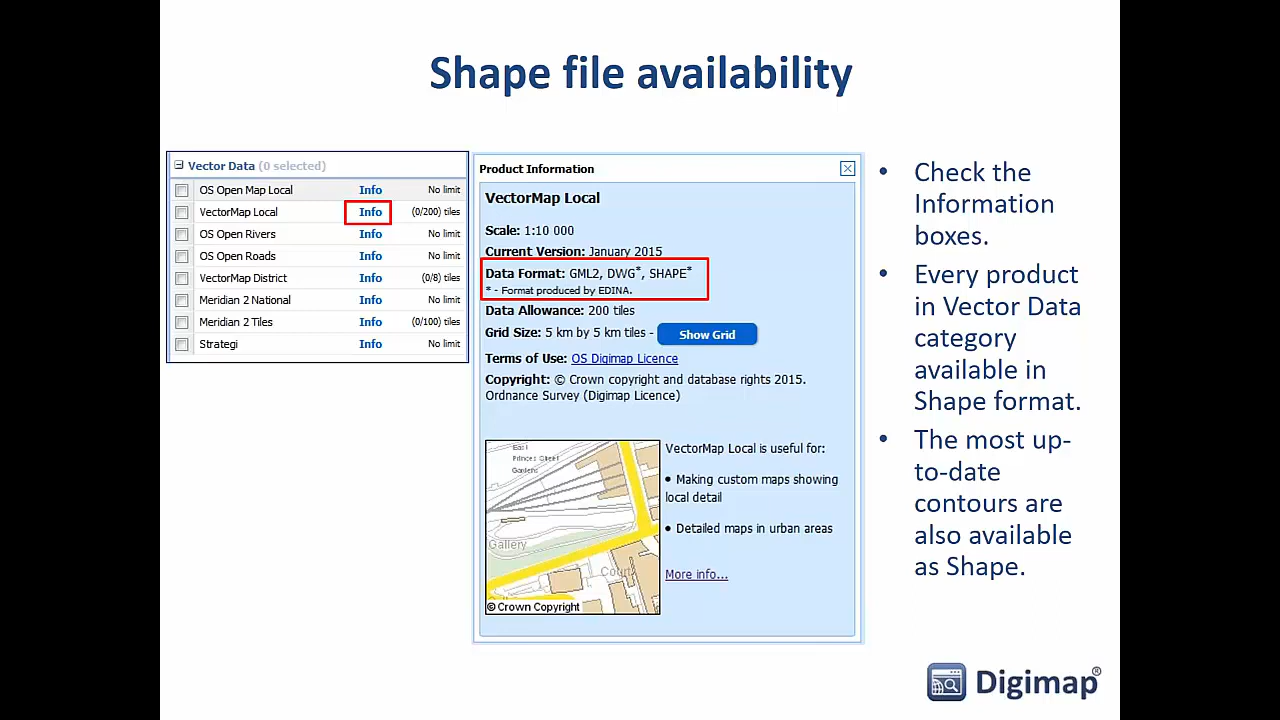 Shape file availability
Vector Data (0 selected)
OS Open Map Local Info No limit
VectorMap Local Info (0/200) tiles
OS Open Rivers Info No limit
OS Open Roads Info No limit
VectorMap District Info (0/8) tiles
Meridian 2 National Info No limit
Meridian 2 Tiles Info (0/100) tiles
Strategi Info No limit
Product Information
VectorMap Local
Scale: 1:10 000
Current Version: January 2015
Data Format: GML2, DWG*, SHAPE*
* - Format produced by EDINA.
Data Allowance: 200 tiles
Grid Size: 5 km by 5 km tiles - Show Grid
Terms of Use: OS Digimap Licence
Copyright: © Crown copyright and database rights 2015.
Ordnance Survey (Digimap Licence)
East
Princes Street
Gardens
Gallery
Court
© Crown Copyright
VectorMap Local is useful for:
• Making custom maps showing
local detail
• Detailed maps in urban areas
More info...
• Check the
Information
boxes.
• Every product
in Vector Data
category
available in
Shape format.
• The most up-
to-date
contours are
also available
as Shape.
Digimap®